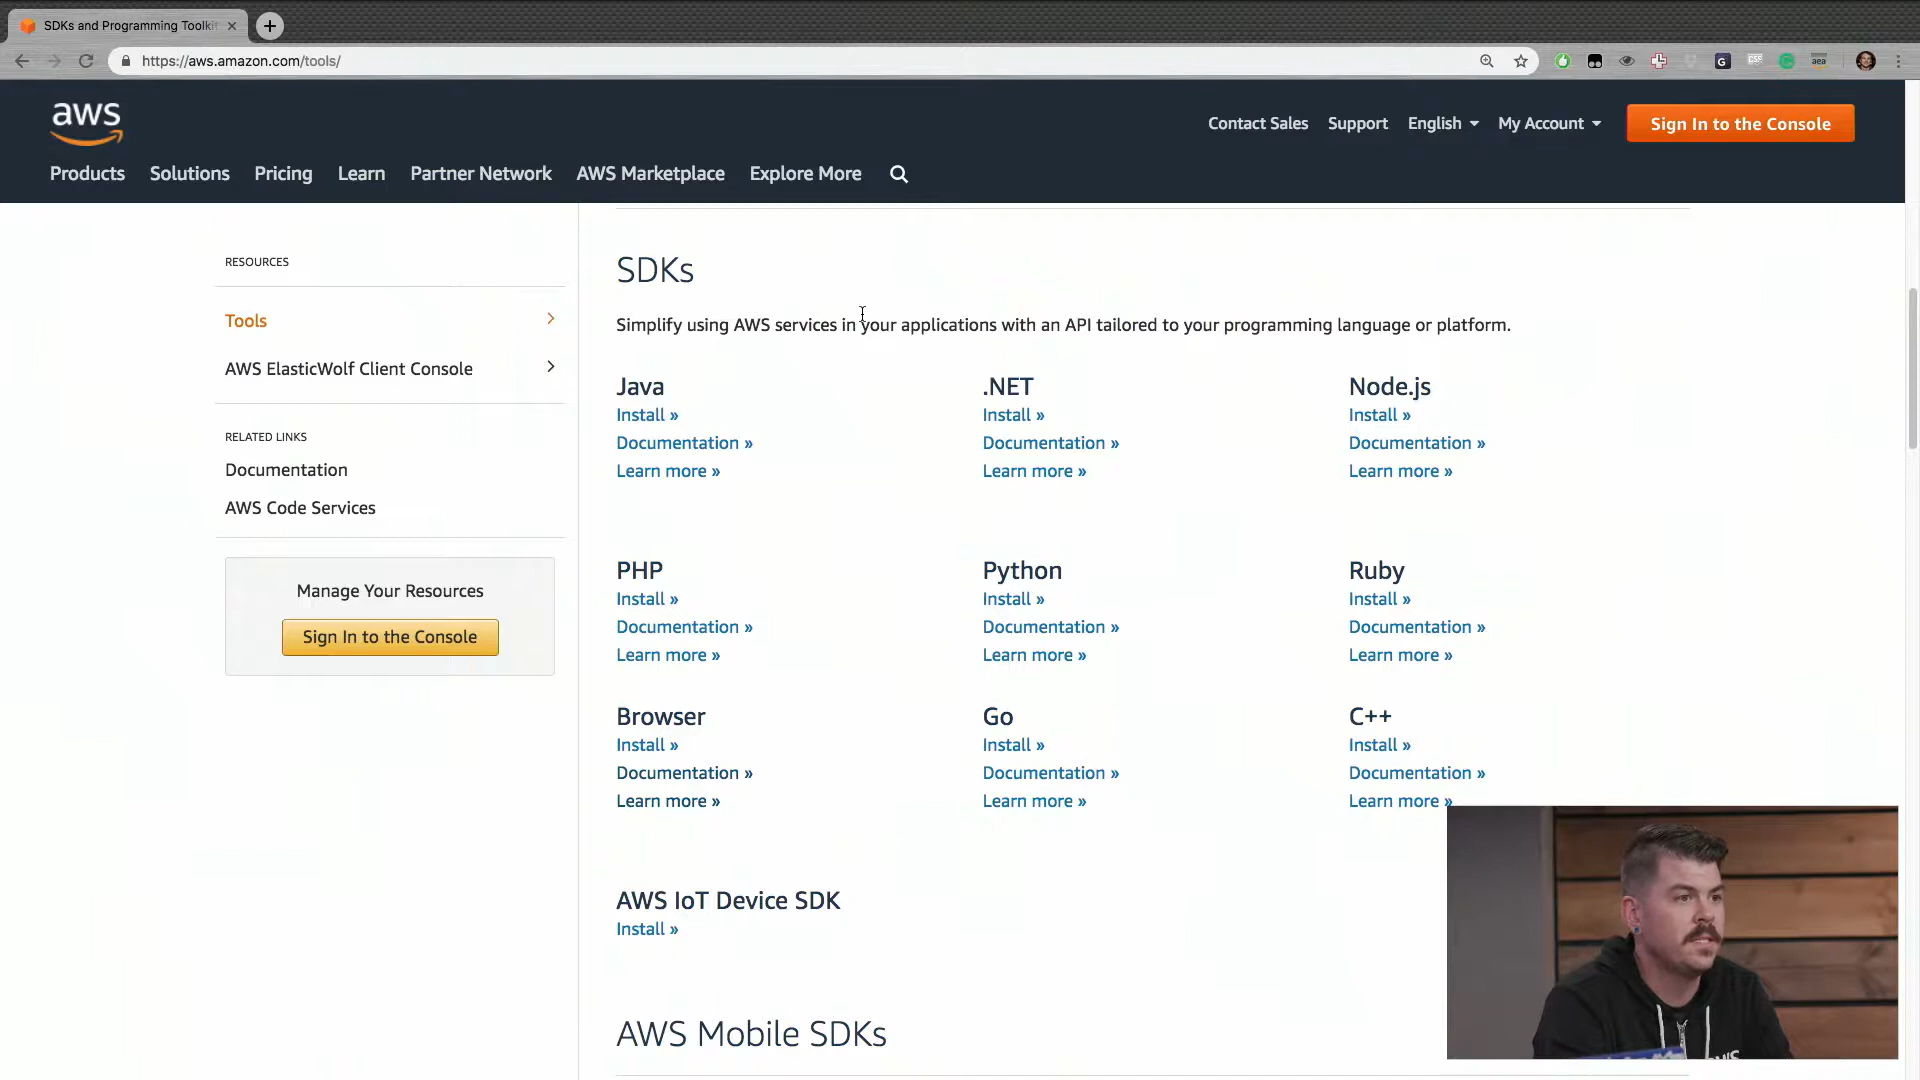 SDKs and Programming Toolki
https://aws.amazon.com/tools/
G
aea
aws
Contact Sales
Support
English
My Account
Sign In to the Console
Products
Solutions
Pricing
Learn
Partner Network
AWS Marketplace
Explore More
RESOURCES
Tools
AWS ElasticWolf Client Console
RELATED LINKS
Documentation
AWS Code Services
Manage Your Resources
Sign In to the Console
SDKs
Simplify using AWS services in your applications with an API tailored to your programming language or platform.
Java
Install »
Documentation »
Learn more »
.NET
Install »
Documentation »
Learn more »
Node.js
Install »
Documentation »
Learn more »
PHP
Install »
Documentation »
Learn more »
Python
Install »
Documentation »
Learn more »
Ruby
Install »
Documentation »
Learn more »
Browser
Install »
Documentation »
Learn more »
Go
Install »
Documentation »
Learn more »
C++
Install »
Documentation »
Learn more »
AWS IoT Device SDK
Install »
AWS Mobile SDKs